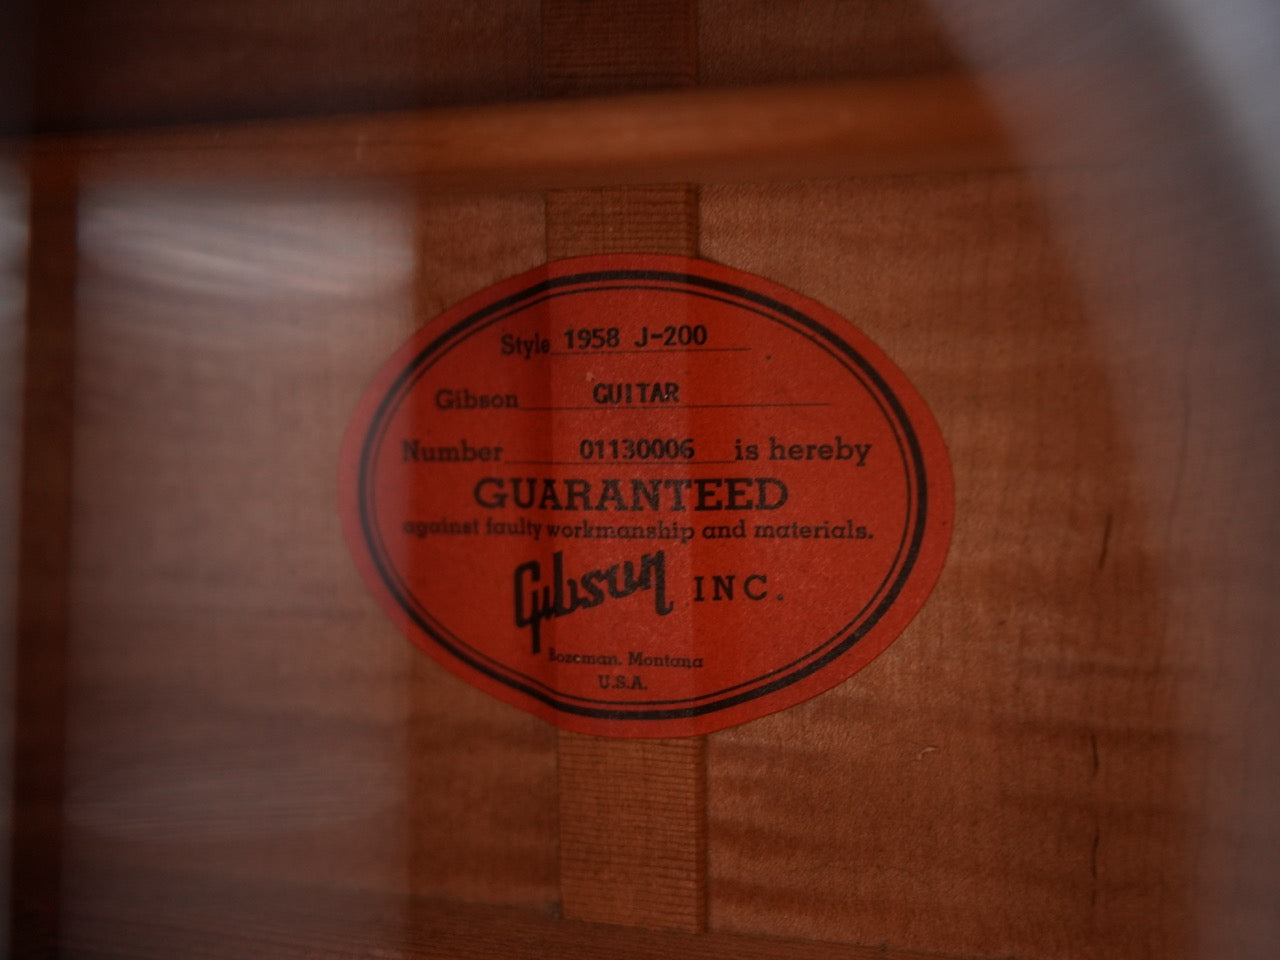 Style 1958 J-200
Gibson GUITAR
Number 01130006 is hereby
GUARANTEED
against faulty workmanship and materials.
Gibson INC.
Bozeman, Montana
U.S.A.